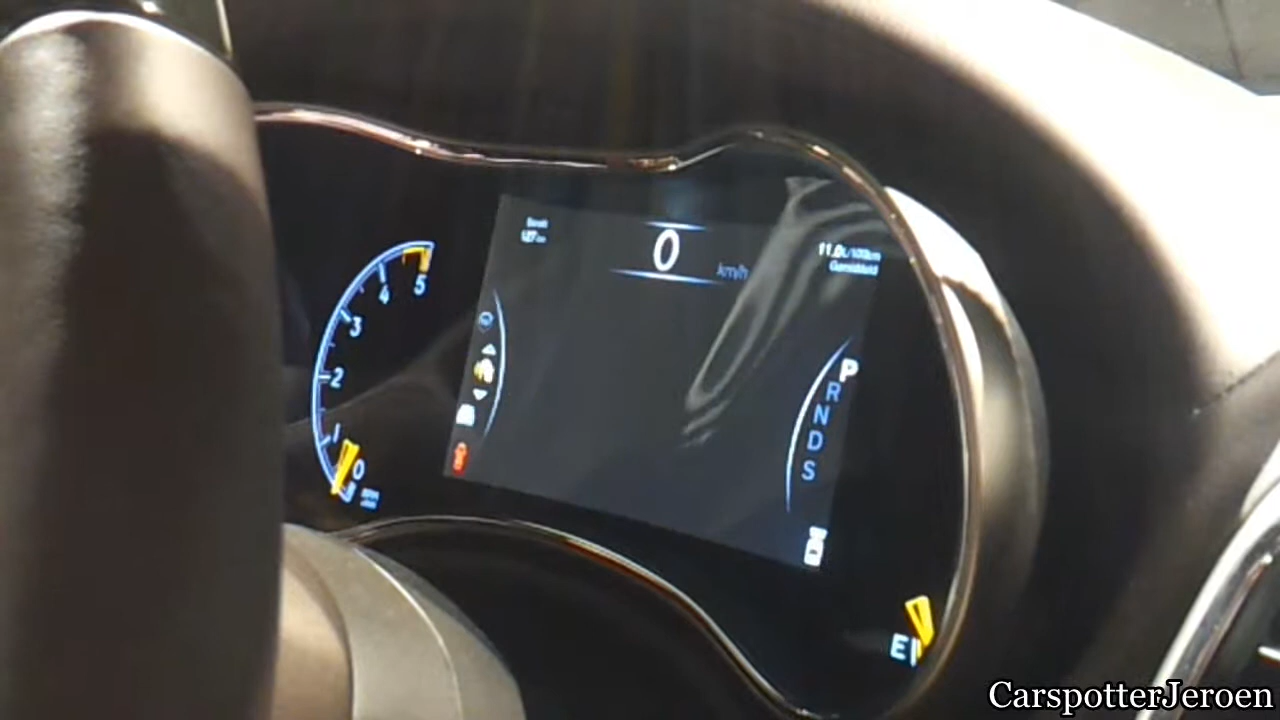 0
km/h
11.0L/100km
Gemiddeld
5
4
3
2
1
0
P
R
N
D
S
E
CarspotterJeroen